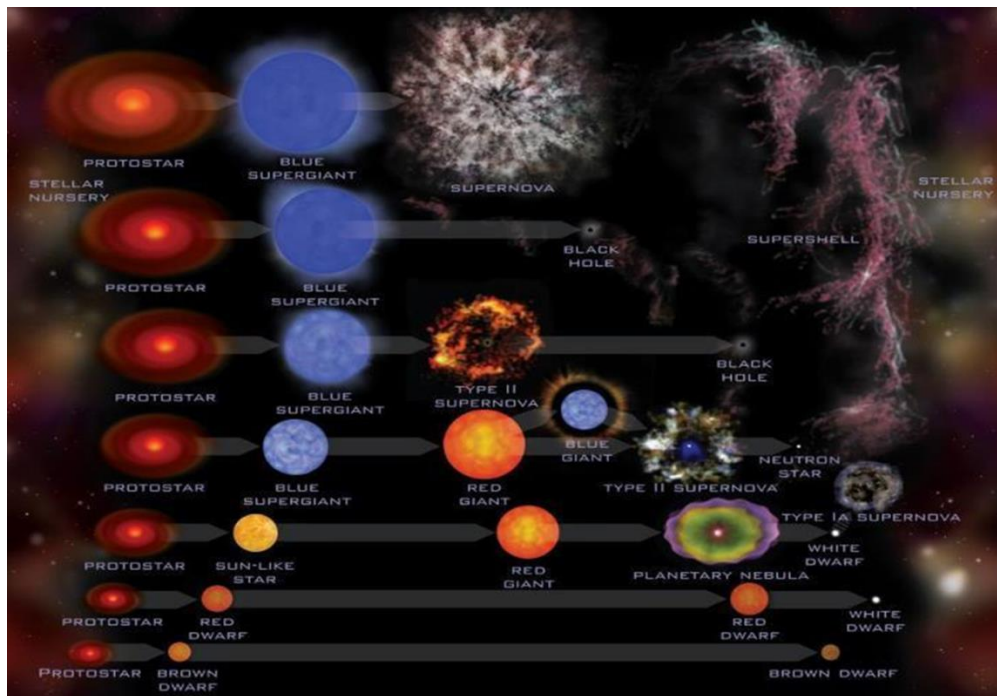 PROTOSTAR
BLUE
SUPERGIANT
SUPERNOVA
STELLAR
NURSERY
STELLAR
NURSERY
SUPERSHELL
PROTOSTAR
BLUE
SUPERGIANT
BLACK
HOLE
PROTOSTAR
BLUE
SUPERGIANT
TYPE II
SUPERNOVA
BLACK
HOLE
PROTOSTAR
BLUE
SUPERGIANT
RED
GIANT
BLUE
GIANT
TYPE II SUPERNOVA
NEUTRON
STAR
TYPE IA SUPERNOVA
PROTOSTAR
SUN-LIKE
STAR
RED
GIANT
PLANETARY NEBULA
WHITE
DWARF
PROTOSTAR
RED
DWARF
RED
DWARF
WHITE
DWARF
PROTOSTAR
BROWN
DWARF
BROWN DWARF